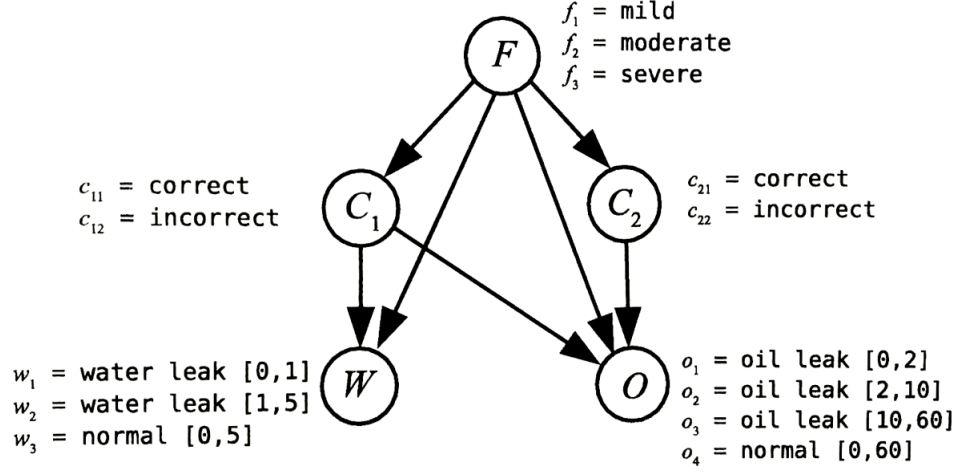 F
f₁ = mild
f₂ = moderate
f₃ = severe
c₁₁ = correct
c₁₂ = incorrect
C₁
C₂
c₂₁ = correct
c₂₂ = incorrect
w₁ = water leak [0,1]
w₂ = water leak [1,5]
w₃ = normal [0,5]
W
O
o₁ = oil leak [0,2]
o₂ = oil leak [2,10]
o₃ = oil leak [10,60]
o₄ = normal [0,60]